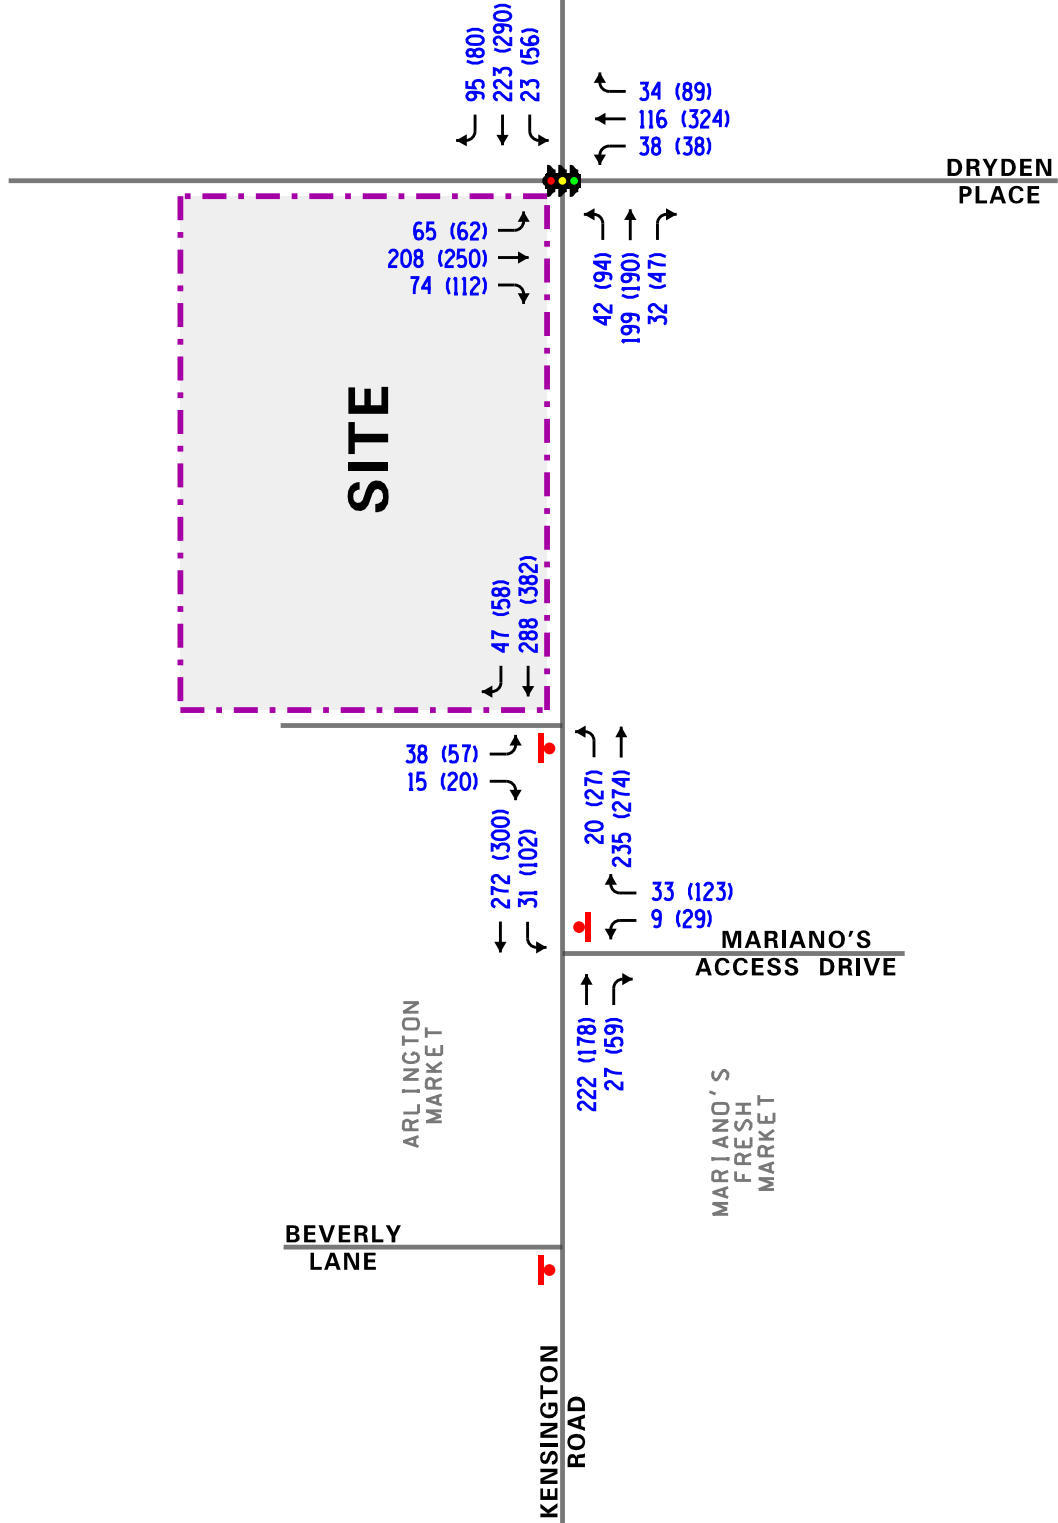 95 (80)
223 (290)
23 (56)
34 (89)
116 (324)
38 (38)
DRYDEN
PLACE
65 (62)
208 (250)
74 (112)
42 (94)
199 (190)
32 (47)
SITE
47 (58)
288 (382)
38 (57)
15 (20)
20 (27)
235 (274)
272 (300)
31 (102)
33 (123)
9 (29)
MARIANO'S
ACCESS DRIVE
222 (178)
27 (59)
ARLINGTON
MARKET
MARIANO'S
FRESH
MARKET
BEVERLY
LANE
KENSINGTON
ROAD